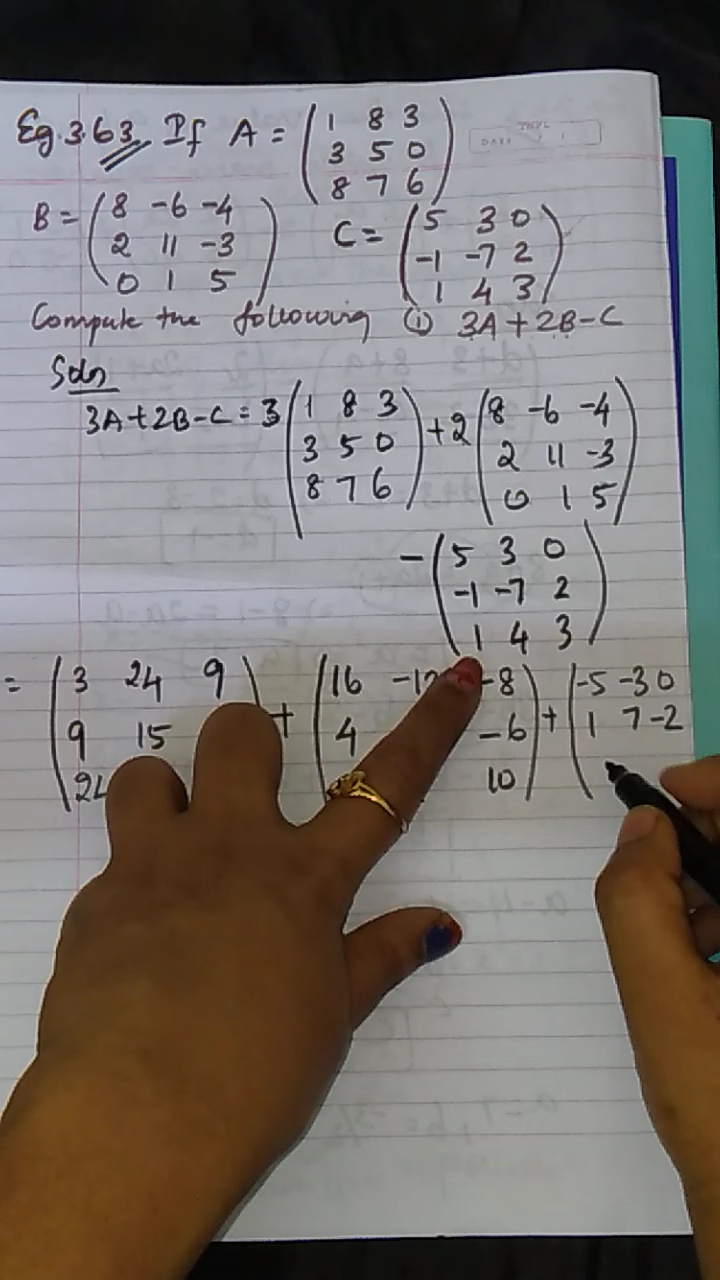 Eg. 3.63. If A = (1 8 3
3 5 0
8 7 6)
B = (8 -6 -4
2 11 -3
0 1 5) C = (5 3 0
-1 -7 2
1 4 3)
Compute the following (i) 3A + 2B - C
Soln
3A + 2B - C = 3 (1 8 3
3 5 0
8 7 6) + 2 (8 -6 -4
2 11 -3
0 1 5)
- (5 3 0
-1 -7 2
1 4 3)
= (3 24 9
9 15
24) + (16 -8
4 -6
10) + (-5 -3 0
1 7 -2